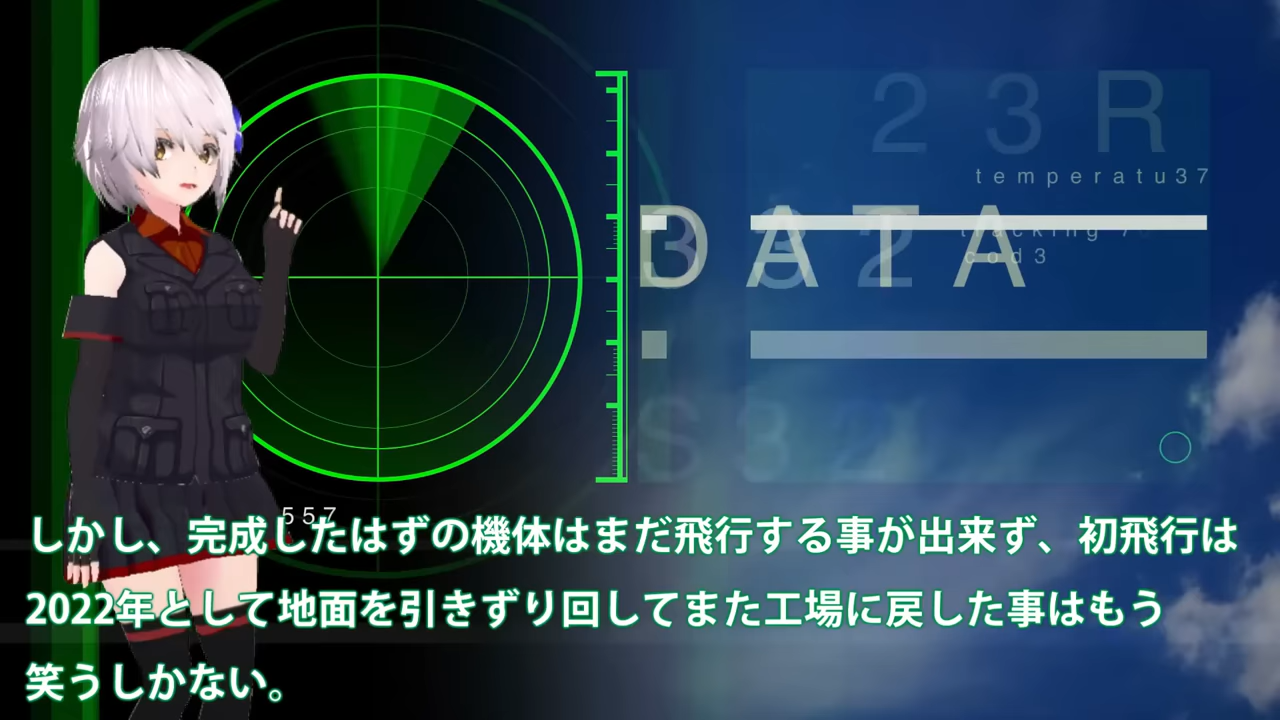 23R
temperatu37
DATA
cod3
557
しかし、完成したはずの機体はまだ飛行する事が出来ず、初飛行は
2022年として地面を引きずり回してまた工場に戻した事はもう
笑うしかない。